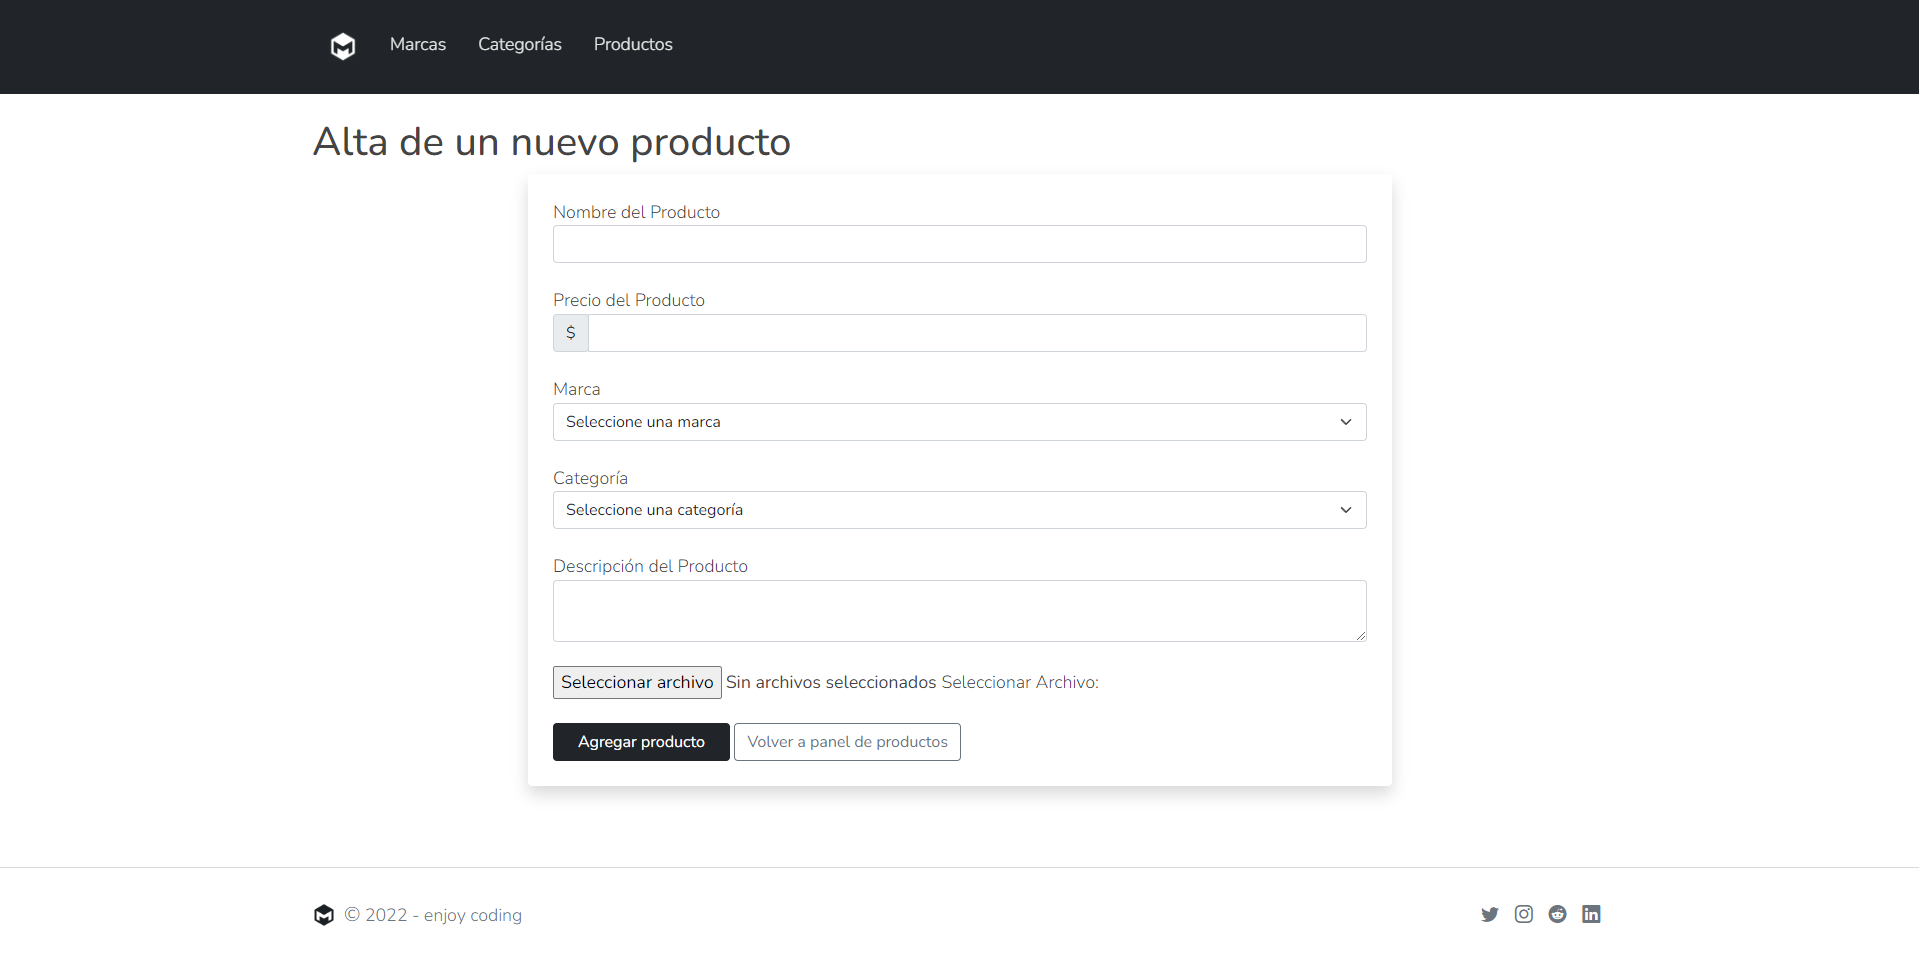 Marcas Categorías Productos
Alta de un nuevo producto
Nombre del Producto
Precio del Producto
$
Marca
Seleccione una marca
Categoría
Seleccione una categoría
Descripción del Producto
Seleccionar archivo Sin archivos seleccionados Seleccionar Archivo:
Agregar producto Volver a panel de productos
© 2022 - enjoy coding